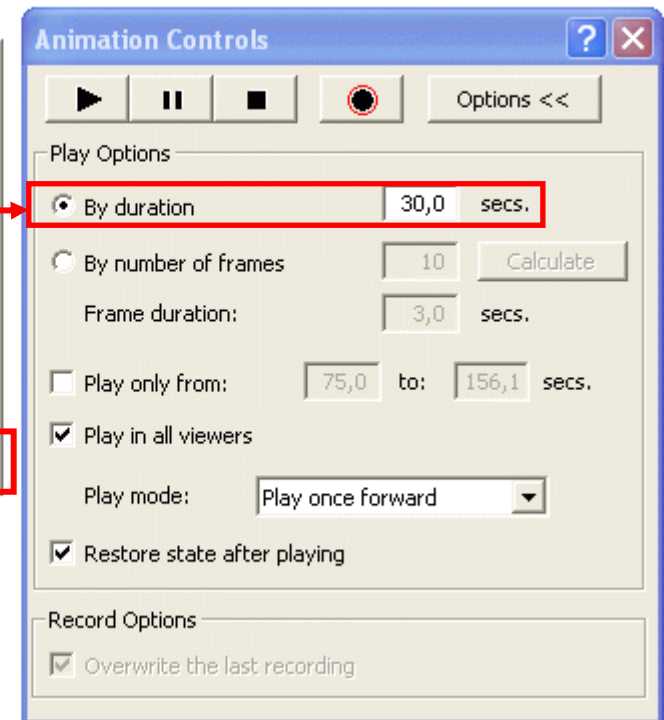 Animation Controls
Options <<
Play Options
By duration 30,0 secs.
By number of frames 10 Calculate
Frame duration: 3,0 secs.
Play only from: 75,0 to: 156,1 secs.
Play in all viewers
Play mode: Play once forward
Restore state after playing
Record Options
Overwrite the last recording